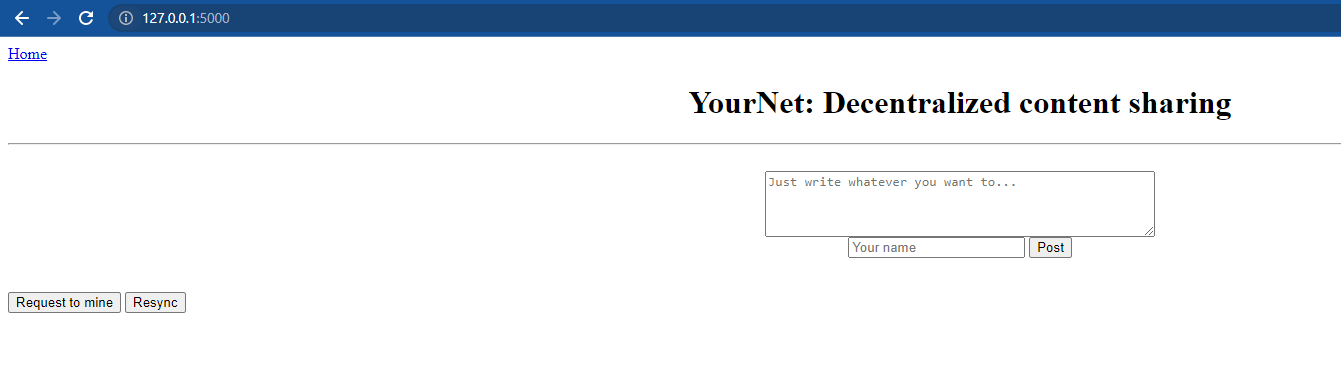 127.0.0.1:5000
Home
YourNet: Decentralized content sharing
Just write whatever you want to...
Your name Post
Request to mine Resync